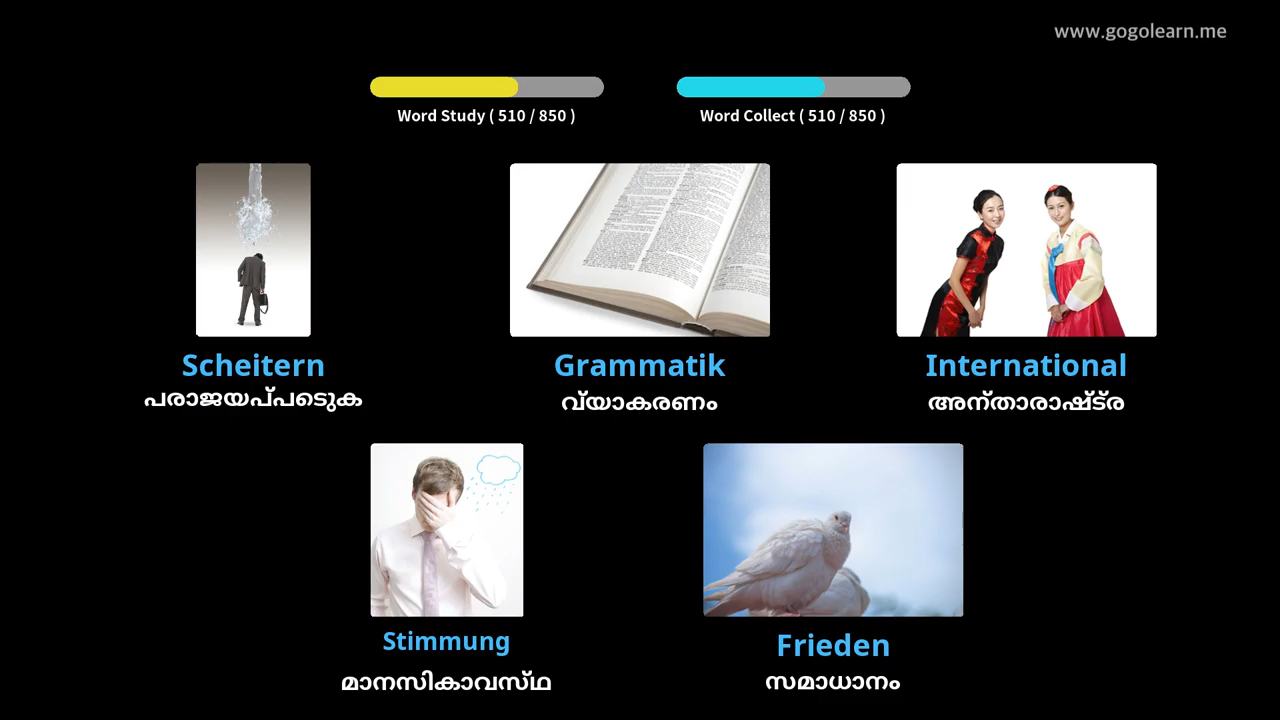 www.gogolearn.me
Word Study ( 510 / 850 )
Word Collect ( 510 / 850 )
Scheitern
പരാജയപ്പടെുക
Grammatik
വ്യാകരണം
International
അന്താരാഷ്ട്ര
Stimmung
മാനസികാവസ്ഥ
Frieden
സമാധാനം